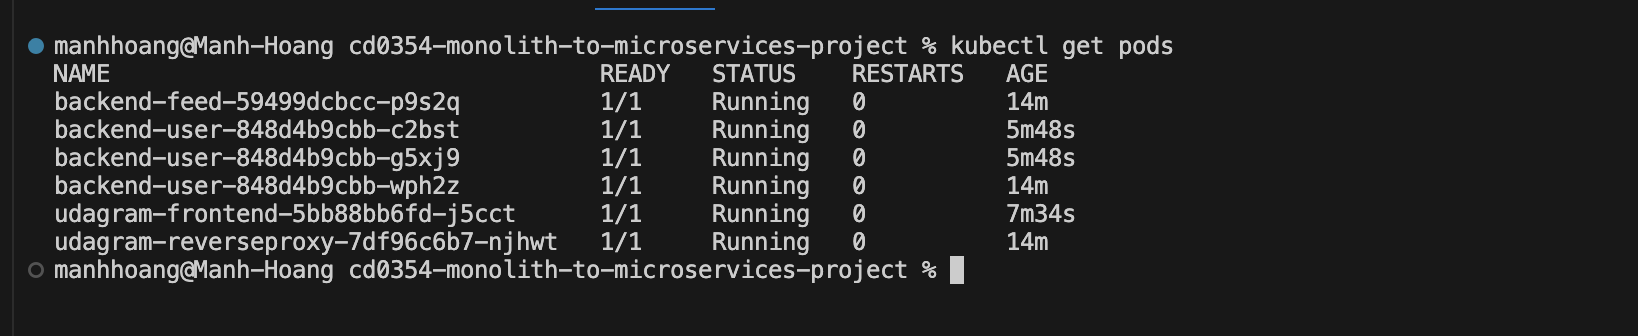 manhhoang@Manh-Hoang cd0354-monolith-to-microservices-project % kubectl get pods
NAME READY STATUS RESTARTS AGE
backend-feed-59499dcbcc-p9s2q 1/1 Running 0 14m
backend-user-848d4b9cbb-c2bst 1/1 Running 0 5m48s
backend-user-848d4b9cbb-g5xj9 1/1 Running 0 5m48s
backend-user-848d4b9cbb-wph2z 1/1 Running 0 14m
udagram-frontend-5bb88bb6fd-j5cct 1/1 Running 0 7m34s
udagram-reverseproxy-7df96c6b7-njhwt 1/1 Running 0 14m
manhhoang@Manh-Hoang cd0354-monolith-to-microservices-project %